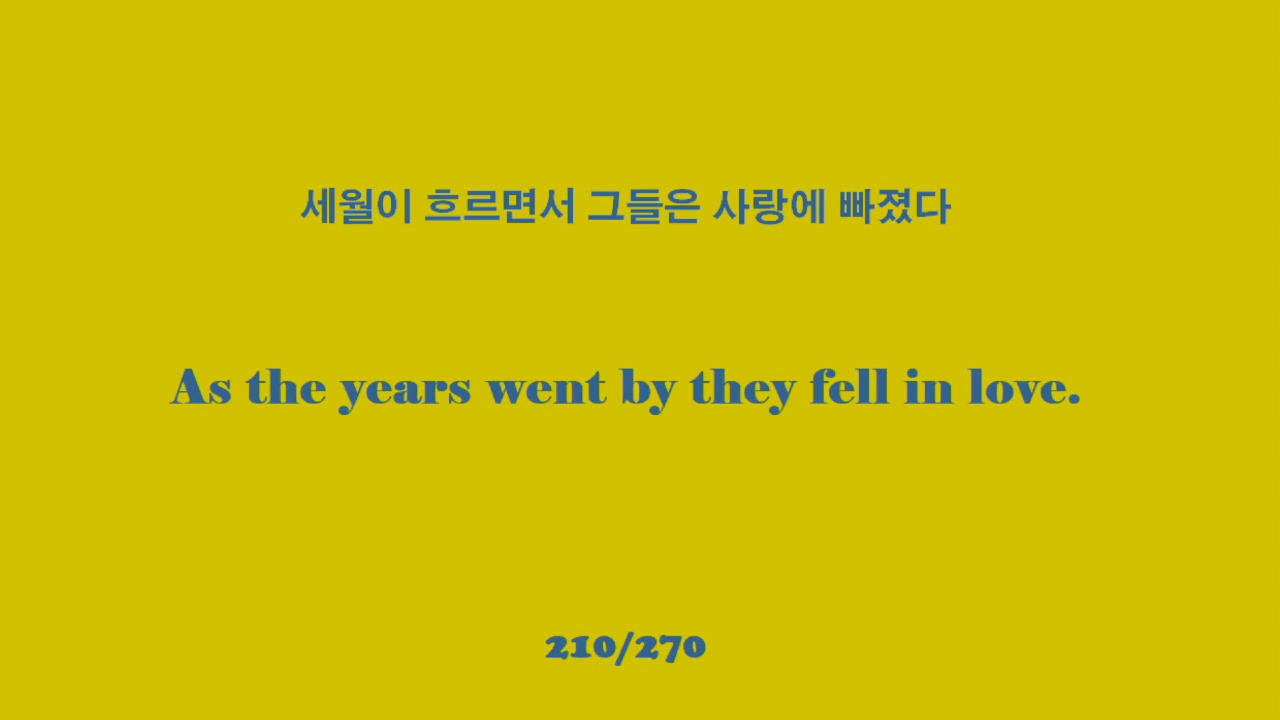 세월이 흐르면서 그들은 사랑에 빠졌다
As the years went by they fell in love.
210/270